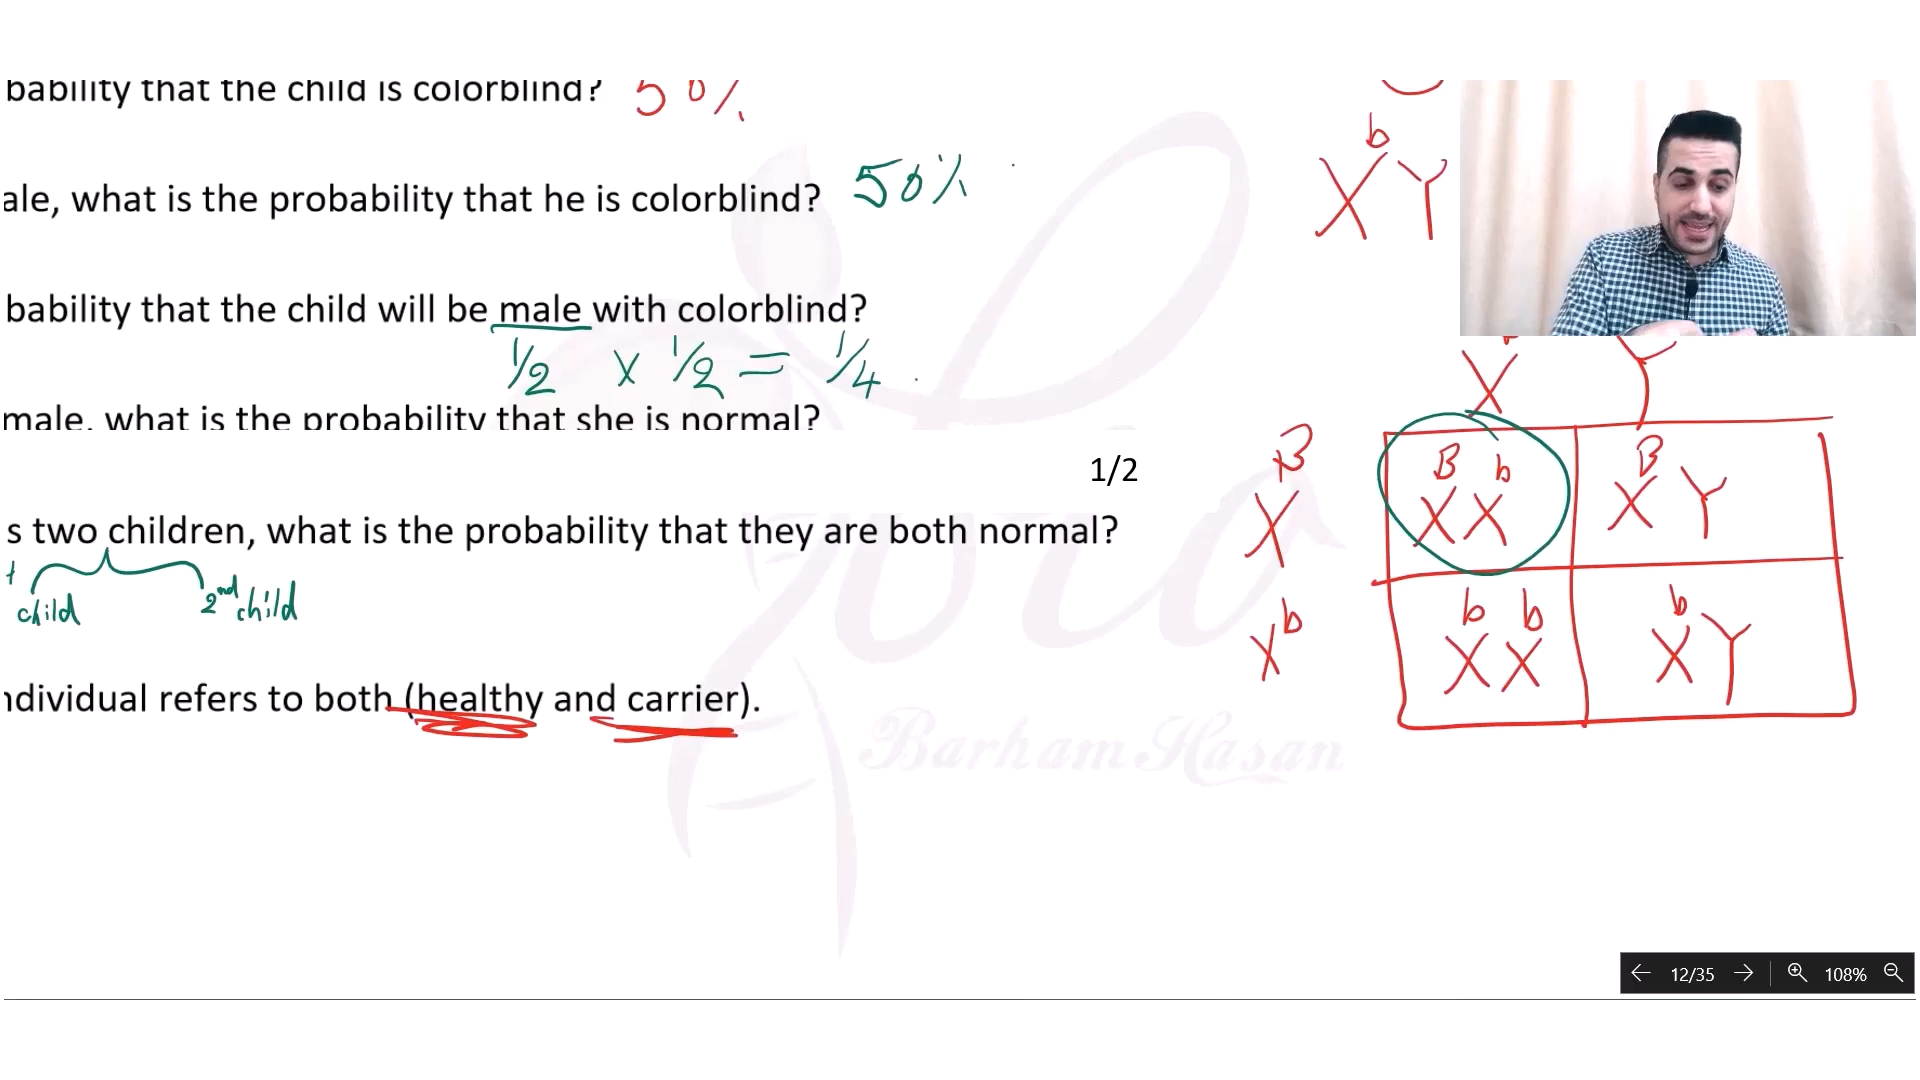 bability that the child is colorblind? 50%
b
X Y
ale, what is the probability that he is colorblind? 50%
bability that the child will be male with colorblind?
1/2 x 1/2 = 1/4
X Y
male, what is the probability that she is normal?
1/2
B
X
B b
X X
B
X Y
s two children, what is the probability that they are both normal?
child 2nd child
b
X
b b
X X
b
X Y
ndividual refers to both (healthy and carrier).
Barham Hasan
12/35 108%